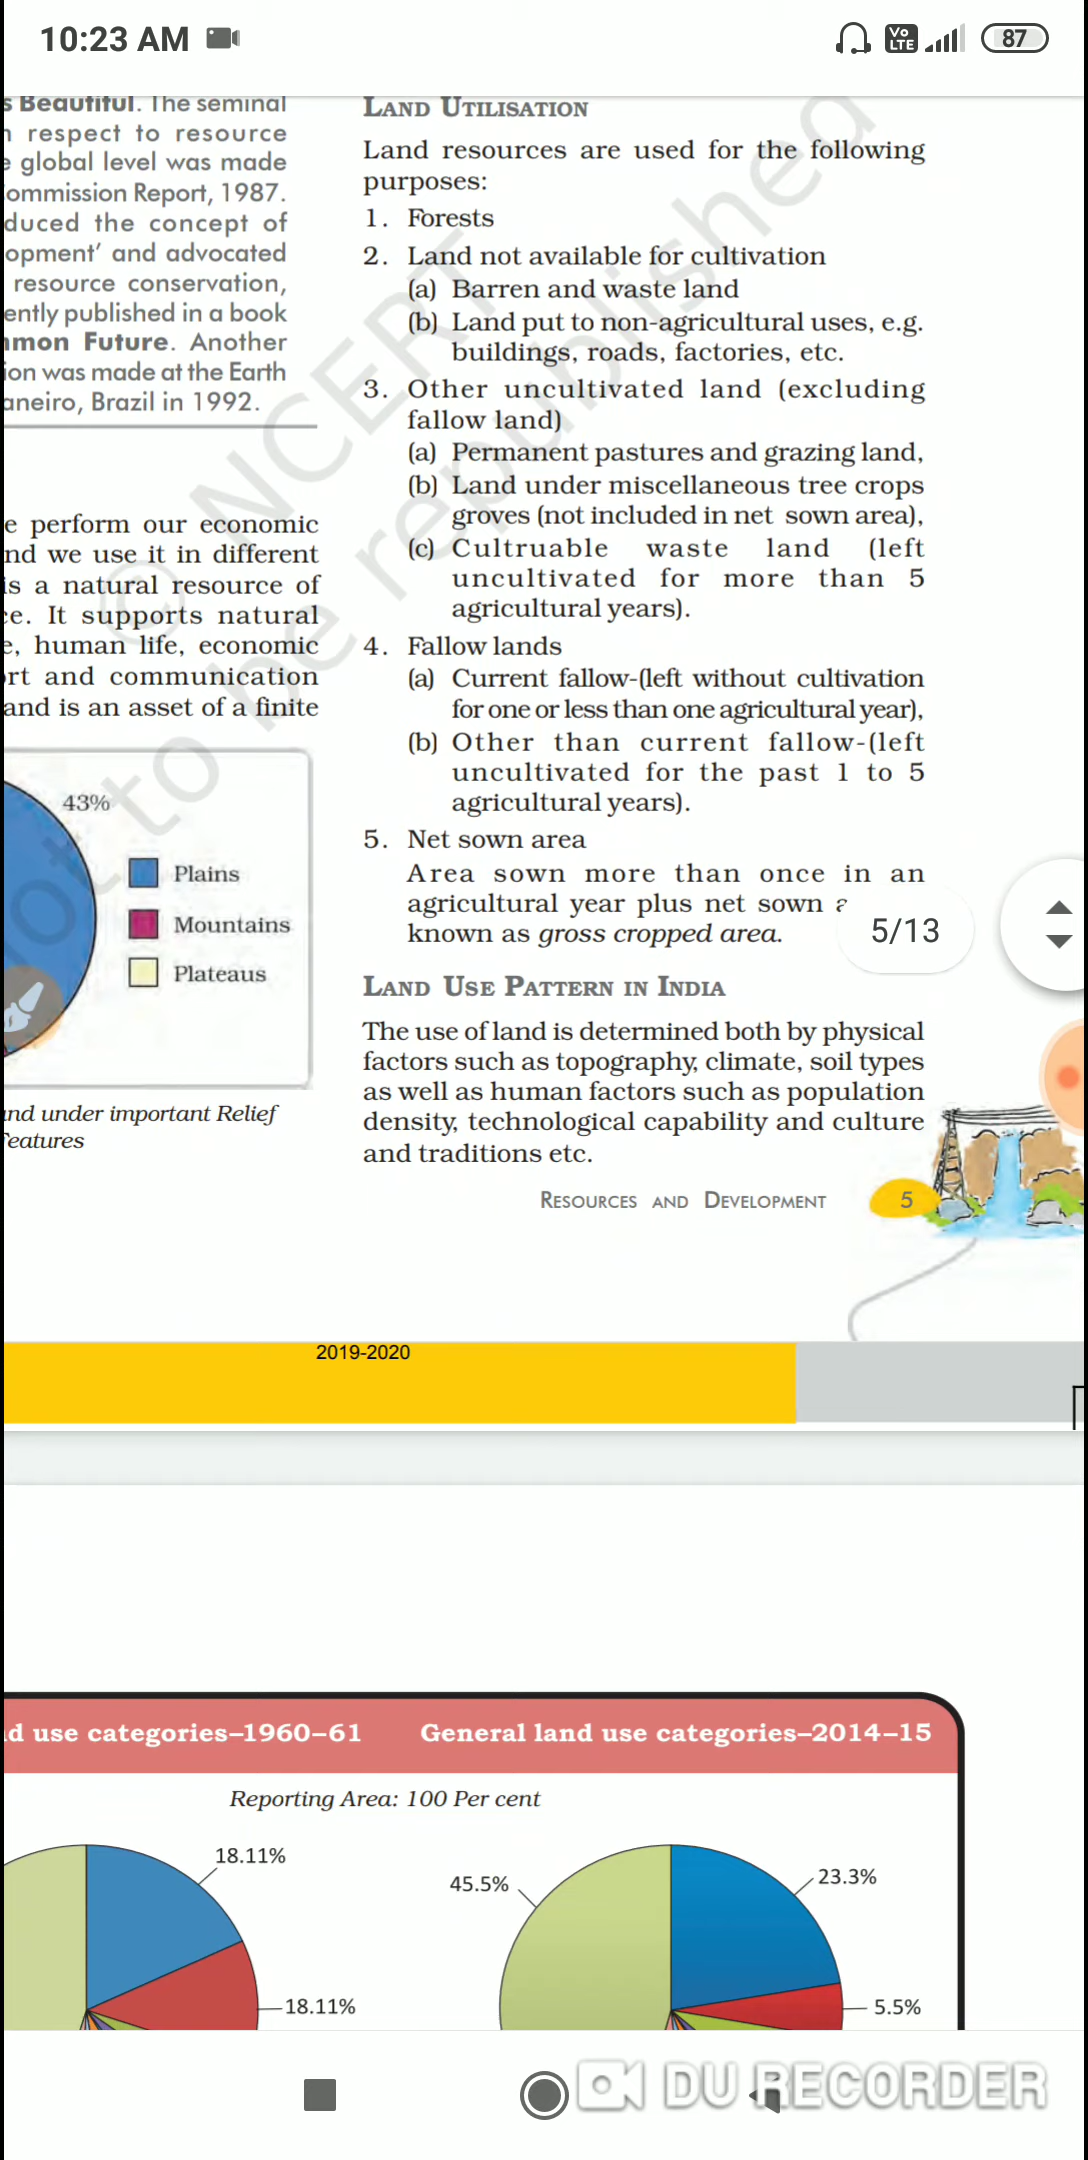 10:23 AM
Vo LTE
87
s Beautiful. The seminal
n respect to resource
e global level was made
Commission Report, 1987.
duced the concept of
opment' and advocated
resource conservation,
ently published in a book
mmon Future. Another
ion was made at the Earth
aneiro, Brazil in 1992.
e perform our economic
nd we use it in different
is a natural resource of
ce. It supports natural
e, human life, economic
ort and communication
and is an asset of a finite
43%
Plains
Mountains
Plateaus
and under important Relief
Features
LAND UTILISATION
Land resources are used for the following
purposes:
1. Forests
2. Land not available for cultivation
(a) Barren and waste land
(b) Land put to non-agricultural uses, e.g.
buildings, roads, factories, etc.
3. Other uncultivated land (excluding
fallow land)
(a) Permanent pastures and grazing land,
(b) Land under miscellaneous tree crops
groves (not included in net sown area),
(c) Cultruable waste land (left
uncultivated for more than 5
agricultural years).
4. Fallow lands
(a) Current fallow-(left without cultivation
for one or less than one agricultural year),
(b) Other than current fallow-(left
uncultivated for the past 1 to 5
agricultural years).
5. Net sown area
Area sown more than once in an
agricultural year plus net sown a
known as gross cropped area.
5/13
LAND USE PATTERN IN INDIA
The use of land is determined both by physical
factors such as topography, climate, soil types
as well as human factors such as population
density, technological capability and culture
and traditions etc.
RESOURCES AND DEVELOPMENT 5
© NCERT
not to be republished
2019-2020
d use categories–1960–61
General land use categories–2014–15
Reporting Area: 100 Per cent
18.11%
18.11%
45.5%
23.3%
5.5%
DU RECORDER